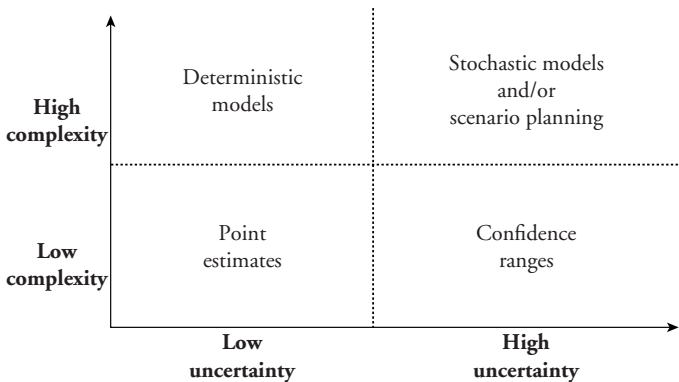 Deterministic
models
Stochastic models
and/or
scenario planning
High
complexity
Point
estimates
Confidence
ranges
Low
complexity
Low
uncertainty
High
uncertainty